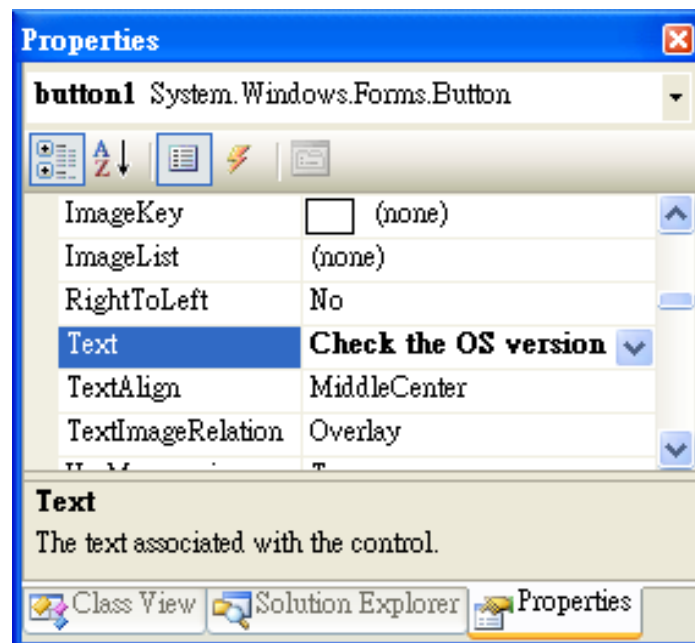 Properties
button1 System.Windows.Forms.Button
ImageKey (none)
ImageList (none)
RightToLeft No
Text Check the OS version
TextAlign MiddleCenter
TextImageRelation Overlay
Text
The text associated with the control.
Class View Solution Explorer Properties